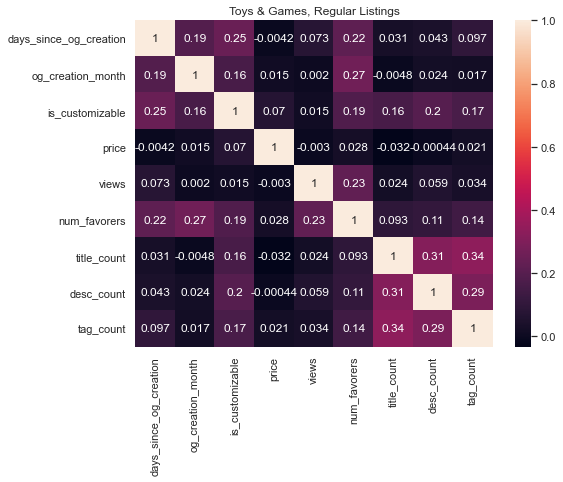 Toys & Games, Regular Listings
days_since_og_creation 1 0.19 0.25 -0.0042 0.073 0.22 0.031 0.043 0.097
og_creation_month 0.19 1 0.16 0.015 0.002 0.27 -0.0048 0.024 0.017
is_customizable 0.25 0.16 1 0.07 0.015 0.19 0.16 0.2 0.17
price -0.0042 0.015 0.07 1 -0.003 0.028 -0.032 -0.00044 0.021
views 0.073 0.002 0.015 -0.003 1 0.23 0.024 0.059 0.034
num_favorers 0.22 0.27 0.19 0.028 0.23 1 0.093 0.11 0.14
title_count 0.031 -0.0048 0.16 -0.032 0.024 0.093 1 0.31 0.34
desc_count 0.043 0.024 0.2 -0.00044 0.059 0.11 0.31 1 0.29
tag_count 0.097 0.017 0.17 0.021 0.034 0.14 0.34 0.29 1
days_since_og_creation
og_creation_month
is_customizable
price
views
num_favorers
title_count
desc_count
tag_count
1.0
0.8
0.6
0.4
0.2
0.0